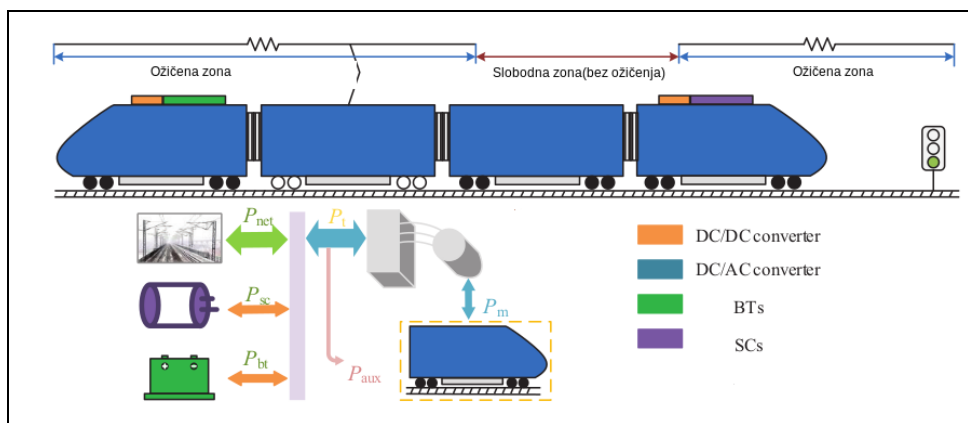 Ožičena zona
Slobodna zona(bez ožičenja)
Ožičena zona
Pnet
Pt
DC/DC converter
DC/AC converter
Psc
Pm
BTs
Pbt
Paux
SCs